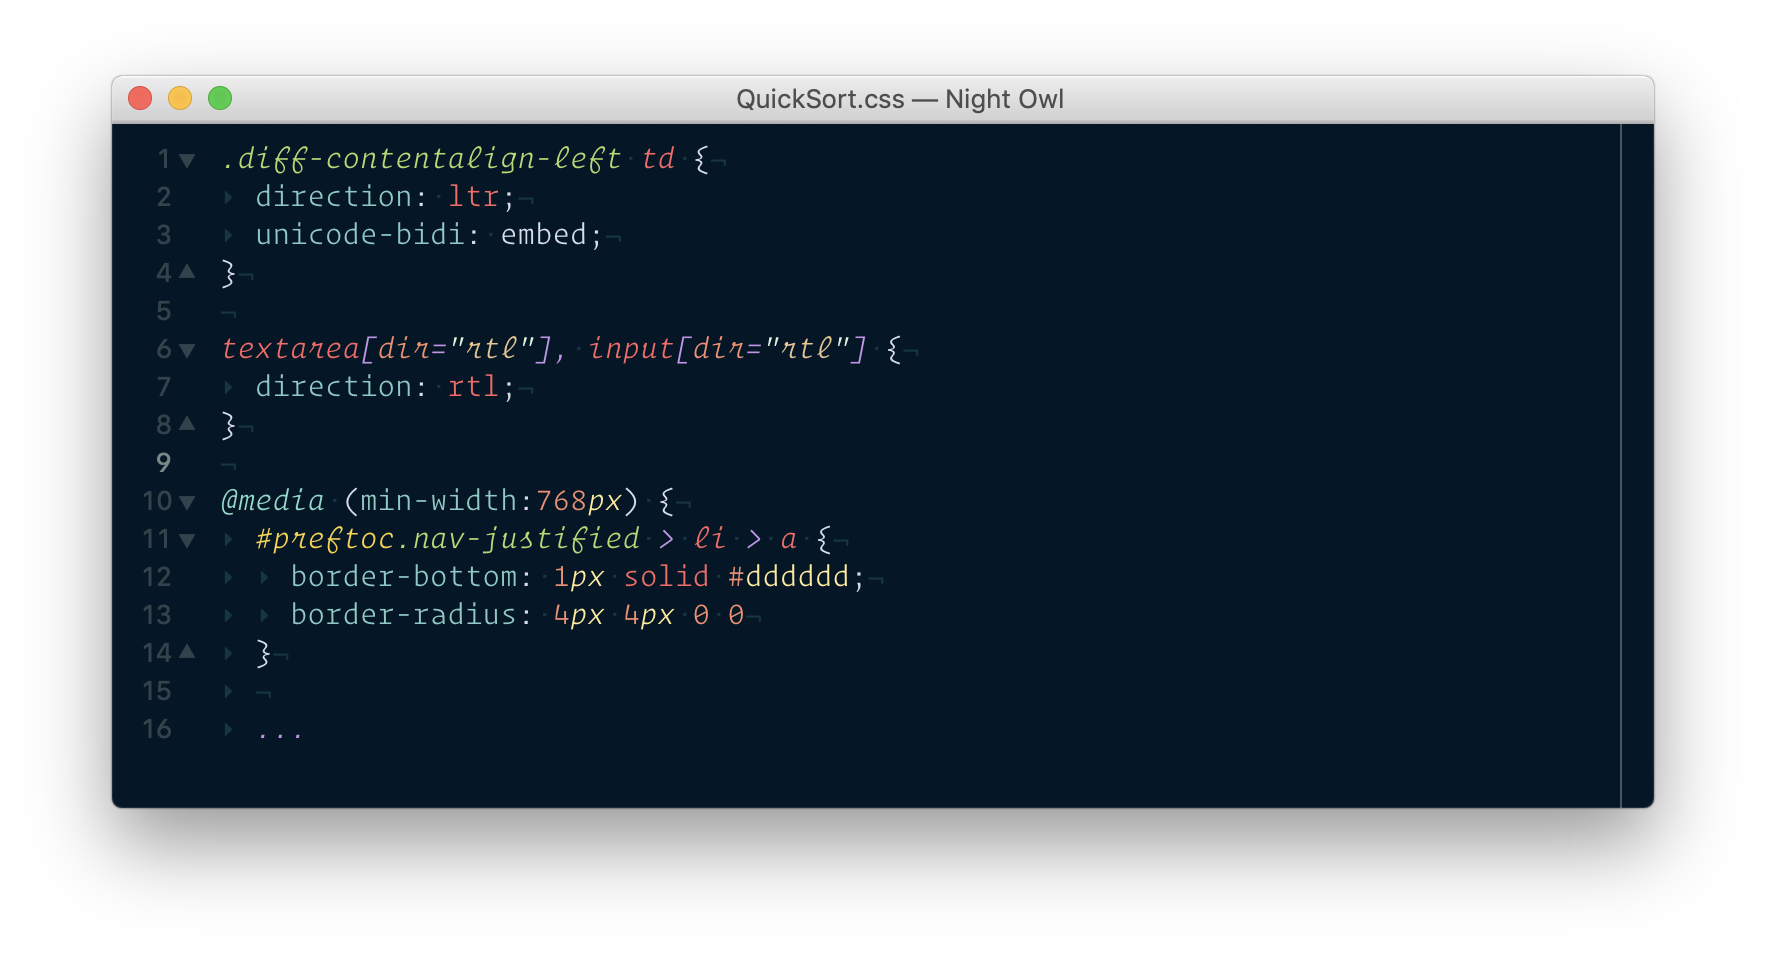 QuickSort.css — Night Owl
1 .diff-contentalign-left td {
2 direction: ltr;
3 unicode-bidi: embed;
4 }
5
6 textarea[dir="rtl"], input[dir="rtl"] {
7 direction: rtl;
8 }
9
10 @media (min-width:768px) {
11 #preftoc.nav-justified > li > a {
12 border-bottom: 1px solid #dddddd;
13 border-radius: 4px 4px 0 0
14 }
15
16 ...